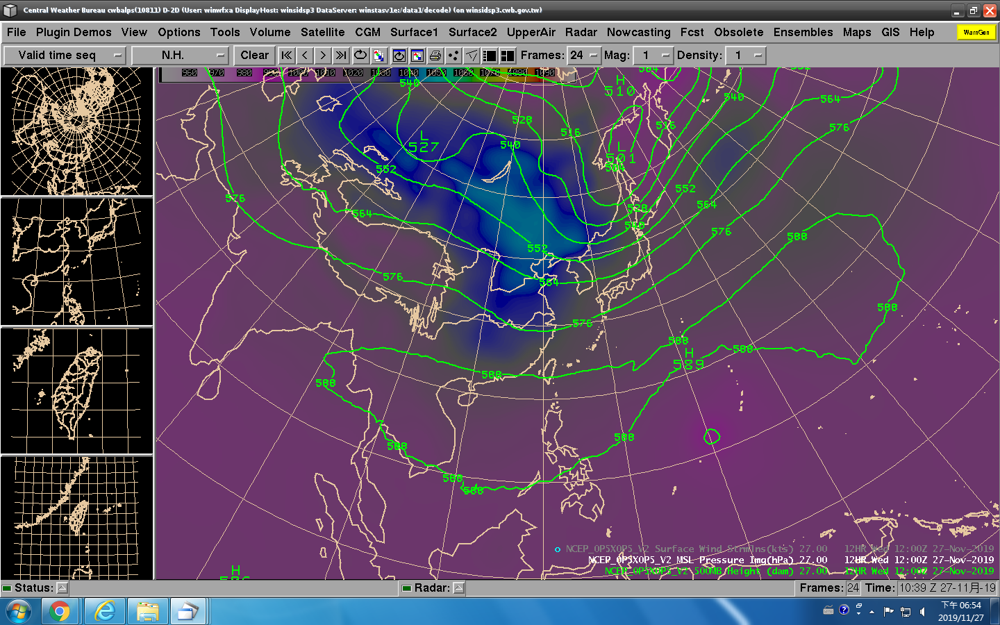 Central Weather Bureau cwbalps(10811) D-2D (User: winwfxa DisplayHost: winsidsp3 DataServer: winstasv1e:/data1/decode) (on winsidsp3.cwb.gov.tw)
File Plugin Demos View Options Tools Volume Satellite CGM Surface1 Surface2 UpperAir Radar Nowcasting Fcst Obsolete Ensembles Maps GIS Help WarnGen
Valid time seq N.H. Clear Frames: 24 Mag: 1 Density: 1
960 970 980 1000 1010 1020 1030 1040 1050 1060 1070 1080 1090
540 H 510 540 564
528 516 516 576
L 527 540 L 501
552 552
576 564 528 564
540 576 588
552
576 564
576 588
588 588 H 589
588
588
588 588
588
588
H
NCEP_0P5X0P5_V2 Surface Wind Strmlns(kts) 27.00 12HR Wed 12:00Z 27-Nov-2019
NCEP_0P5X0P5_V2 MSL Pressure Img(hPa) 27.00 12HR Wed 12:00Z 27-Nov-2019
NCEP_0P5X0P5_V2 500MB Height (dam) 27.00 12HR Wed 12:00Z 27-Nov-2019
Status: Radar: Frames: 24 Time: 10:39 Z 27-11月-19
下午 06:54
2019/11/27